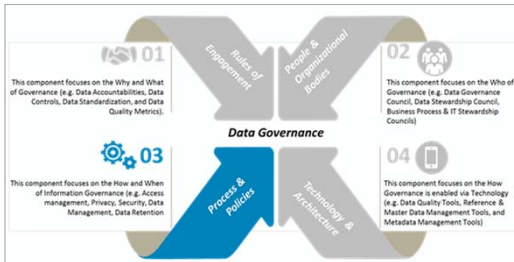 01
Rules of
Engagement
This component focuses on the Why and What
of Governance (e.g. Data Accountabilities, Data
Controls, Data Standardization, and Data
Quality Metrics).
People &
Organizational
Bodies
02
This component focuses on the Who of
Governance (e.g. Data Governance
Council, Data Stewardship Council,
Business Process & IT Stewardship
Councils)
Data Governance
03
This component focuses on the How and When
of Information Governance (e.g. Access
management, Privacy, Security, Data
Management, Data Retention
Process &
Policies
Technology &
Architecture
04
This component focuses on the How
Governance is enabled via Technology
(e.g. Data Quality Tools, Reference &
Master Data Management Tools, and
Metadata Management Tools)